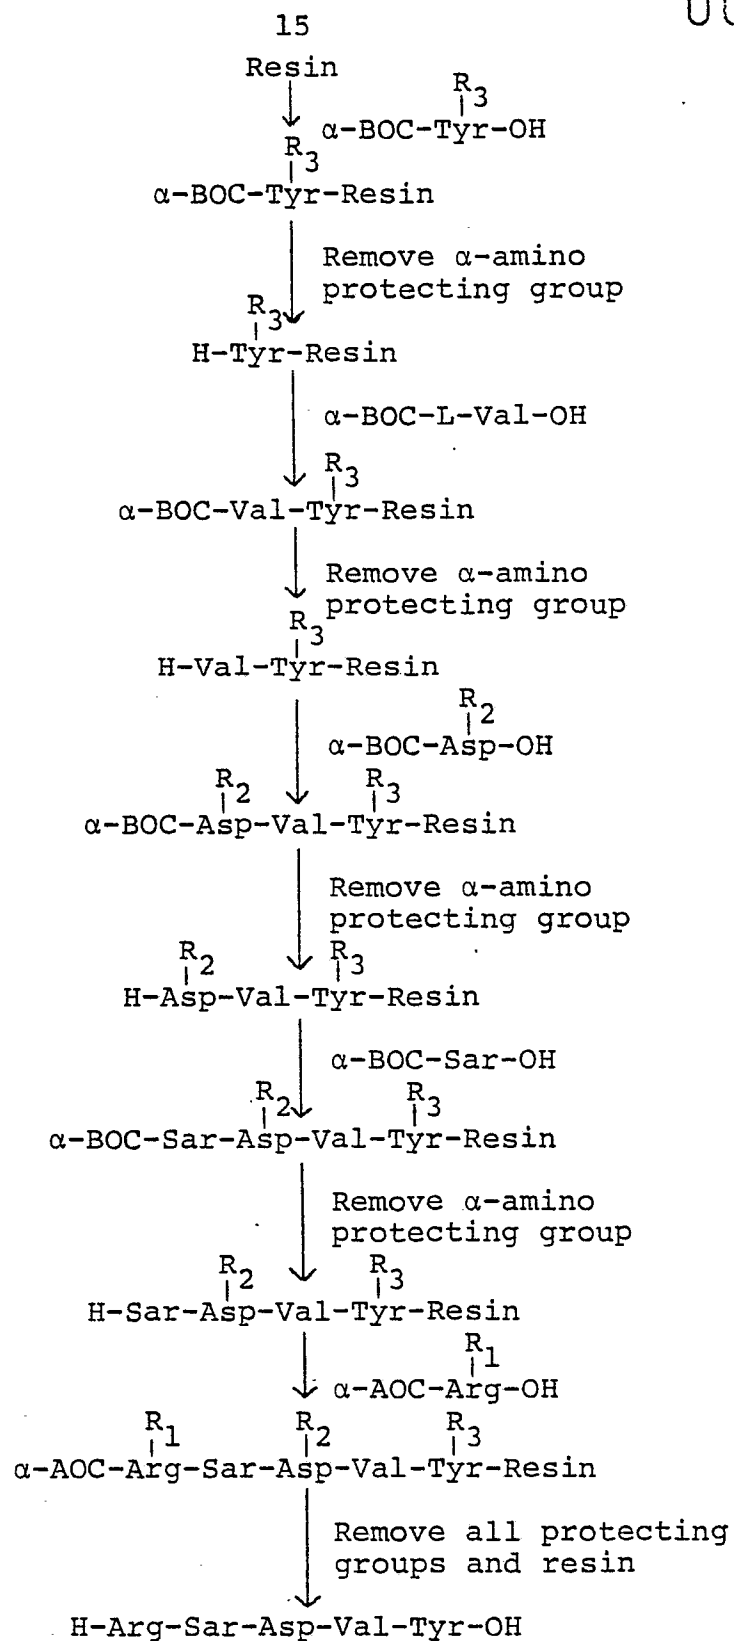 15
Resin
R3
α-BOC-Tyr-OH
R3
α-BOC-Tyr-Resin
Remove α-amino
protecting group
R3
H-Tyr-Resin
α-BOC-L-Val-OH
R3
α-BOC-Val-Tyr-Resin
Remove α-amino
protecting group
R3
H-Val-Tyr-Resin
R2
α-BOC-Asp-OH
R2 R3
α-BOC-Asp-Val-Tyr-Resin
Remove α-amino
protecting group
R2 R3
H-Asp-Val-Tyr-Resin
α-BOC-Sar-OH
R2 R3
α-BOC-Sar-Asp-Val-Tyr-Resin
Remove α-amino
protecting group
R2 R3
H-Sar-Asp-Val-Tyr-Resin
R1
α-AOC-Arg-OH
R1 R2 R3
α-AOC-Arg-Sar-Asp-Val-Tyr-Resin
Remove all protecting
groups and resin
H-Arg-Sar-Asp-Val-Tyr-OH